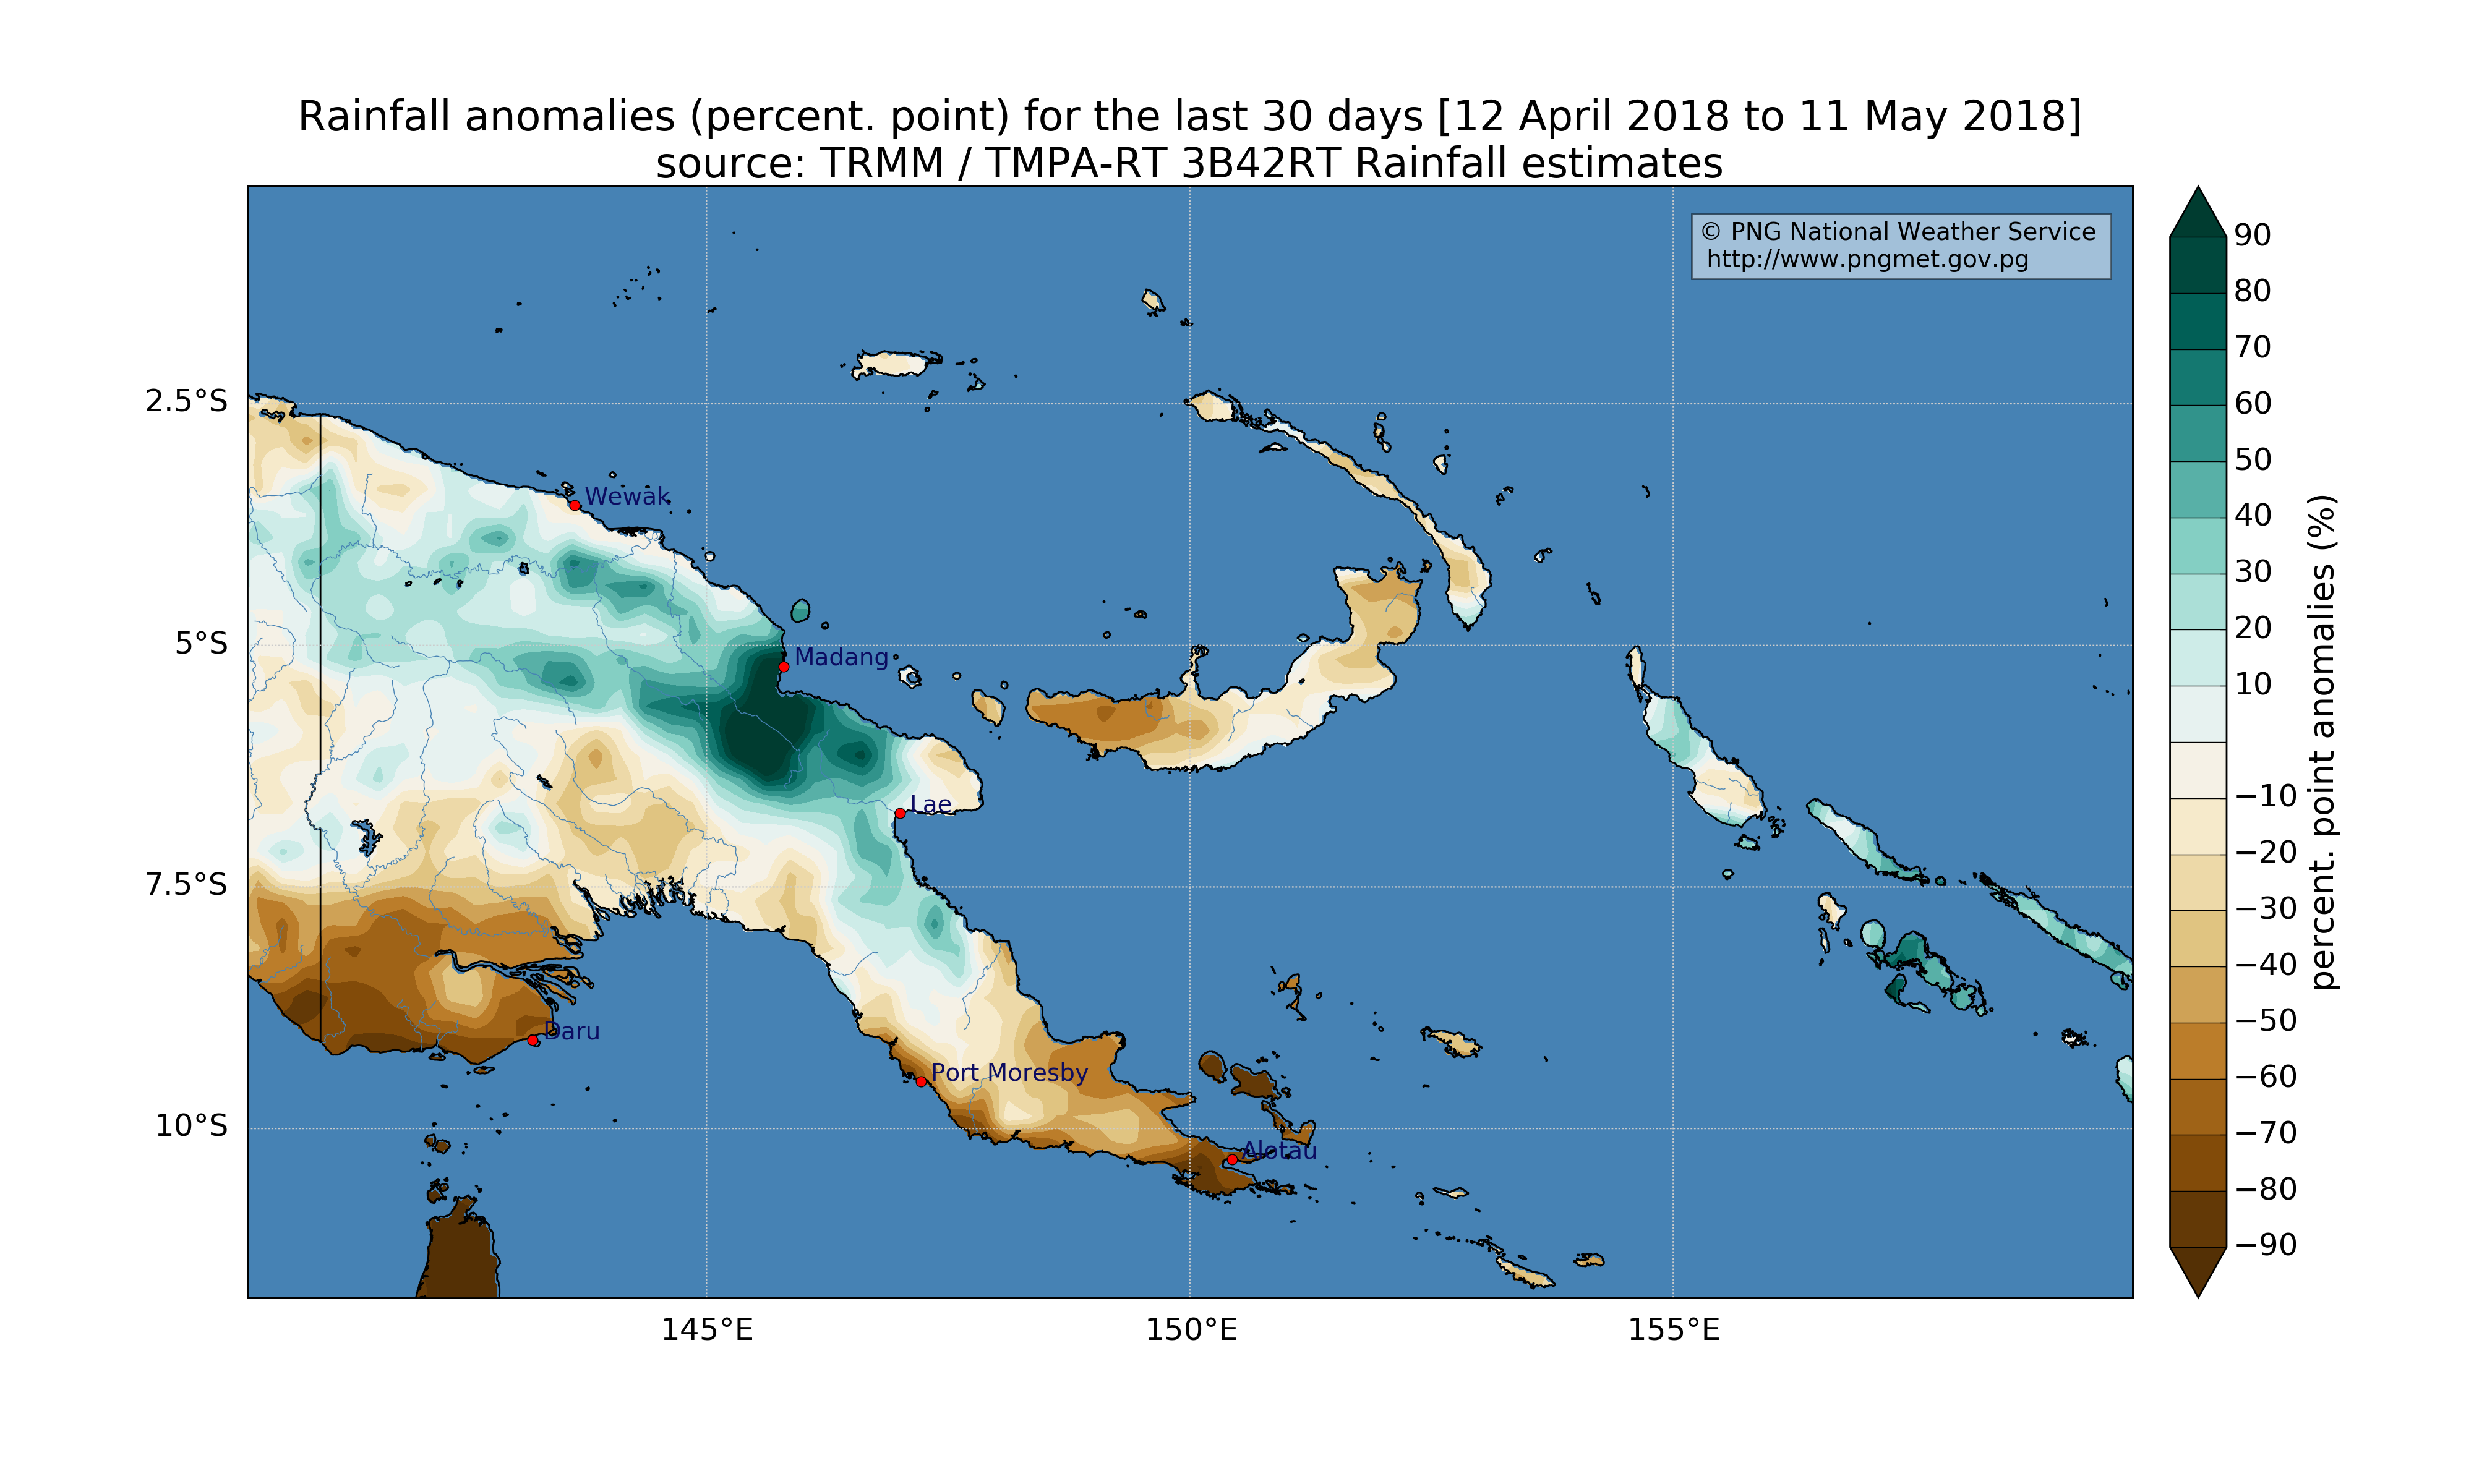 Rainfall anomalies (percent. point) for the last 30 days [12 April 2018 to 11 May 2018]
source: TRMM / TMPA-RT 3B42RT Rainfall estimates
© PNG National Weather Service
http://www.pngmet.gov.pg
2.5°S
5°S
7.5°S
10°S
145°E
150°E
155°E
Wewak
Madang
Lae
Daru
Port Moresby
Alotau
90
80
70
60
50
40
30
20
10
−10
−20
−30
−40
−50
−60
−70
−80
−90
percent. point anomalies (%)